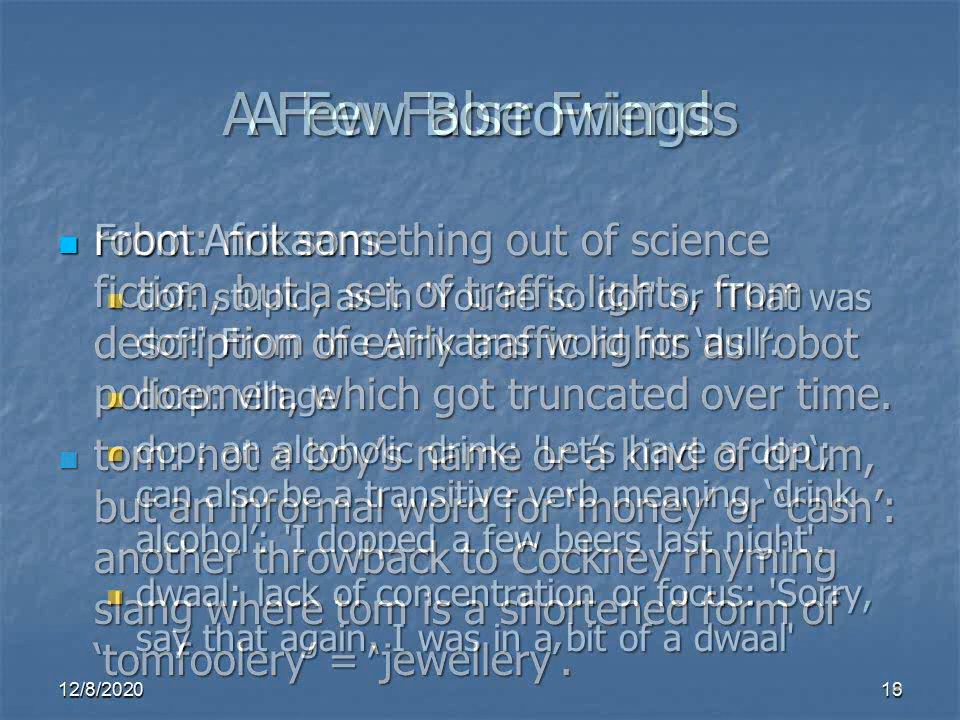 A Few False Friends
robot: not something out of science
fiction, but a set of traffic lights, from
description of early traffic lights as robot
policemen, which got truncated over time.
tom: not a boy’s name or a kind of drum,
but an informal word for ‘money’ or ‘cash’:
another throwback to Cockney rhyming
slang where tom is a shortened form of
‘tomfoolery’ = ‘jewellery’.
A Few Borrowings
From Afrikaans
dof: stupid, as in 'You’re so dof!' or 'That was
dof!' From the Afrikaans word for ‘dull’.
dorp: village
dop: an alcoholic drink: 'Let’s have a dop';
can also be a transitive verb meaning ‘drink
alcohol’: 'I dopped a few beers last night'.
dwaal: lack of concentration or focus: 'Sorry,
say that again, I was in a bit of a dwaal'
12/8/2020